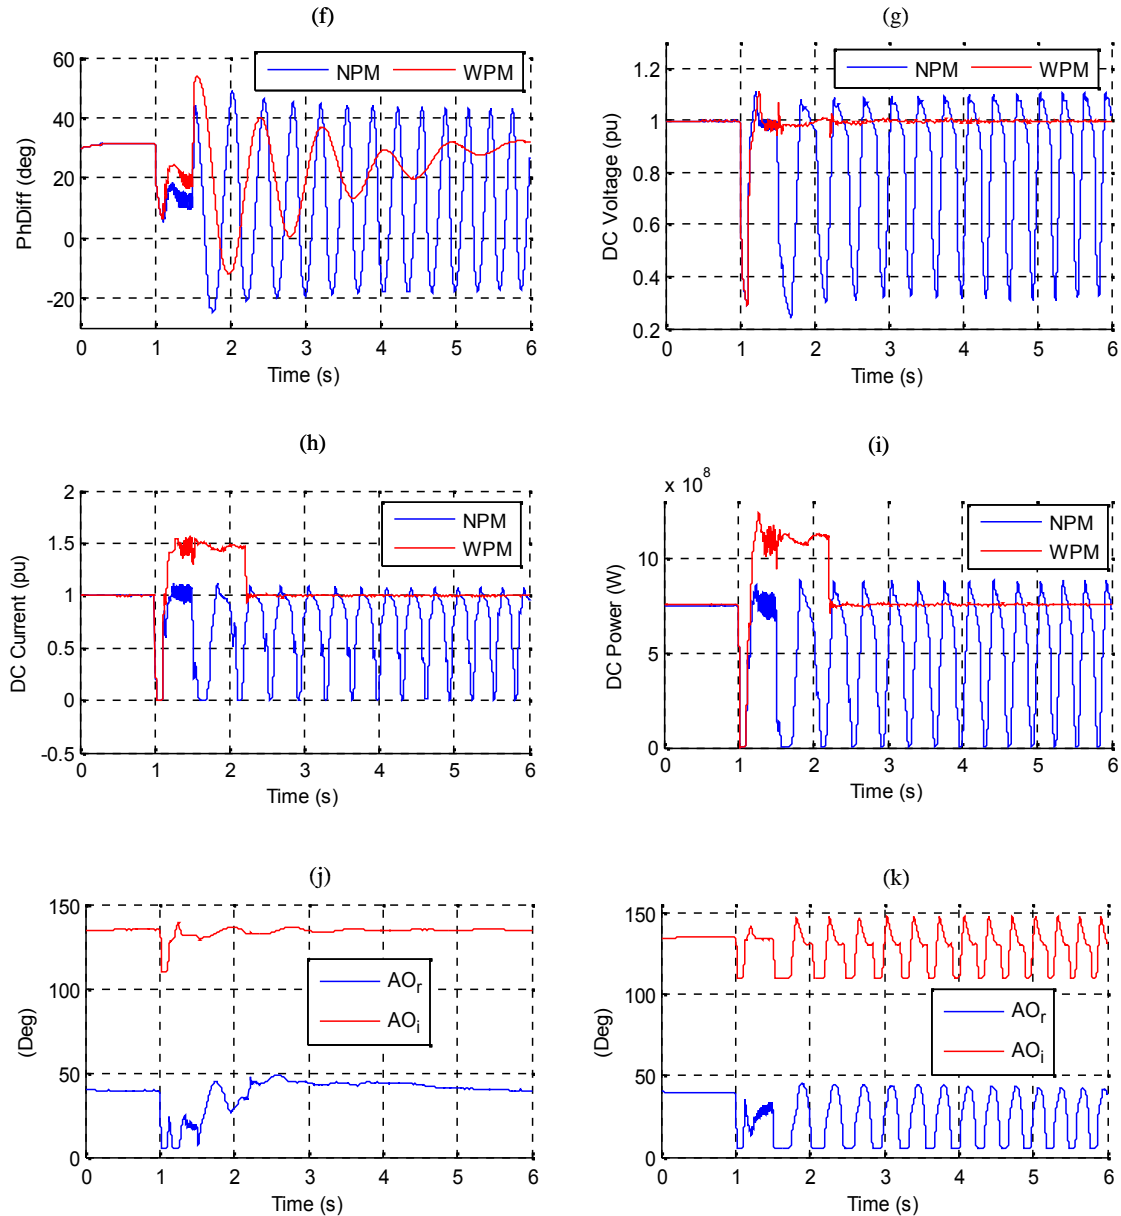 (f)
60
40
20
0
-20
0 1 2 3 4 5 6
PhDiff (deg)
Time (s)
NPM WPM
(g)
1.2
1
0.8
0.6
0.4
0.2
0 1 2 3 4 5 6
DC Voltage (pu)
Time (s)
NPM WPM
(h)
2
1.5
1
0.5
0
-0.5
0 1 2 3 4 5 6
DC Current (pu)
Time (s)
NPM
WPM
(i)
x 10^8
10
5
0
0 1 2 3 4 5 6
DC Power (W)
Time (s)
NPM
WPM
(j)
150
100
50
0
0 1 2 3 4 5 6
(Deg)
Time (s)
AO_r
AO_i
(k)
150
100
50
0
0 1 2 3 4 5 6
(Deg)
Time (s)
AO_r
AO_i